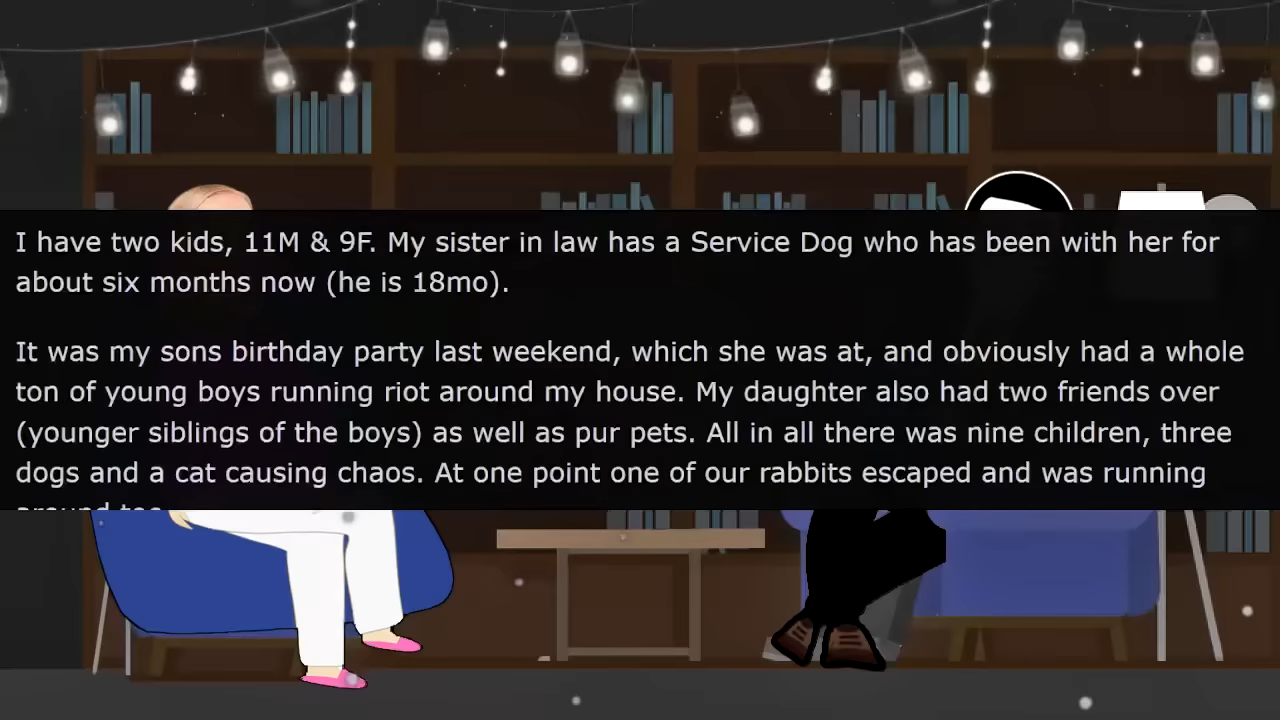 I have two kids, 11M & 9F. My sister in law has a Service Dog who has been with her for
about six months now (he is 18mo).
It was my sons birthday party last weekend, which she was at, and obviously had a whole
ton of young boys running riot around my house. My daughter also had two friends over
(younger siblings of the boys) as well as pur pets. All in all there was nine children, three
dogs and a cat causing chaos. At one point one of our rabbits escaped and was running
around too